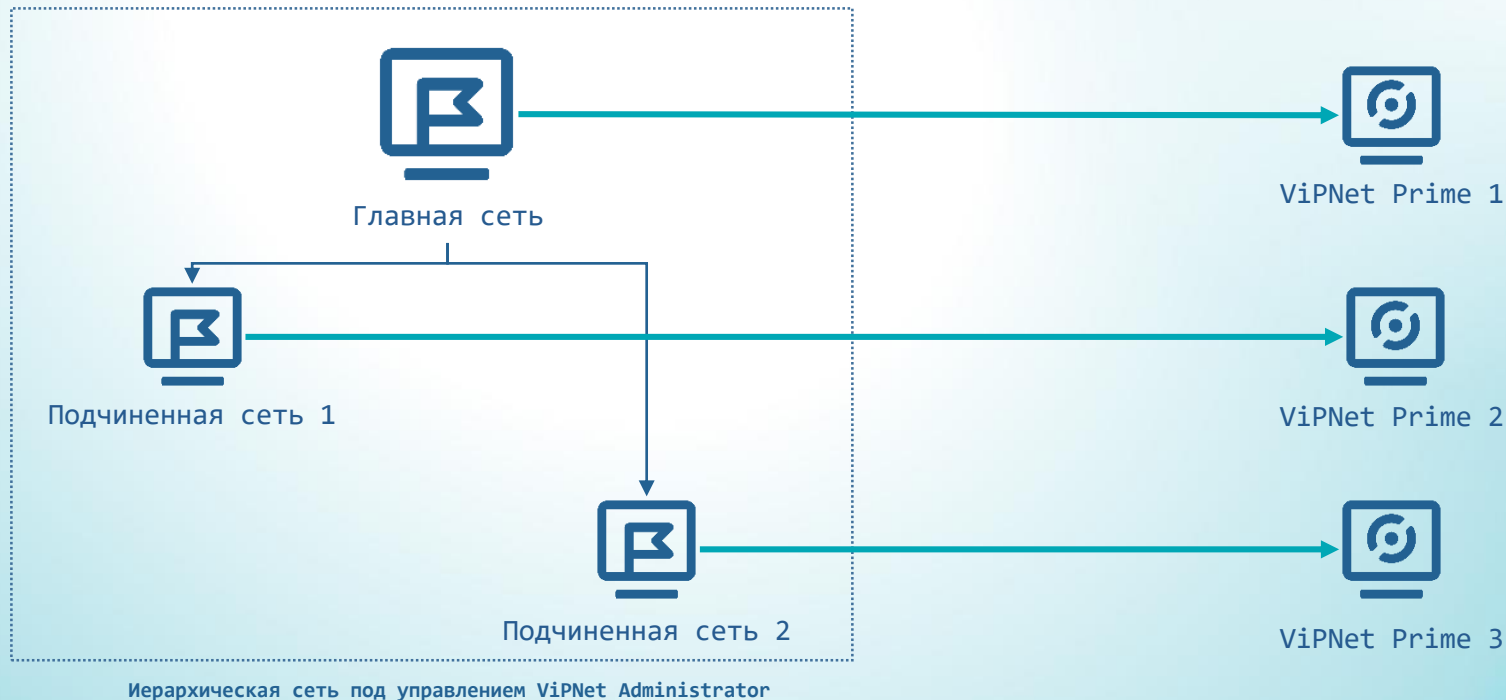 Главная сеть
ViPNet Prime 1
Подчиненная сеть 1
ViPNet Prime 2
Подчиненная сеть 2
ViPNet Prime 3
Иерархическая сеть под управлением ViPNet Administrator